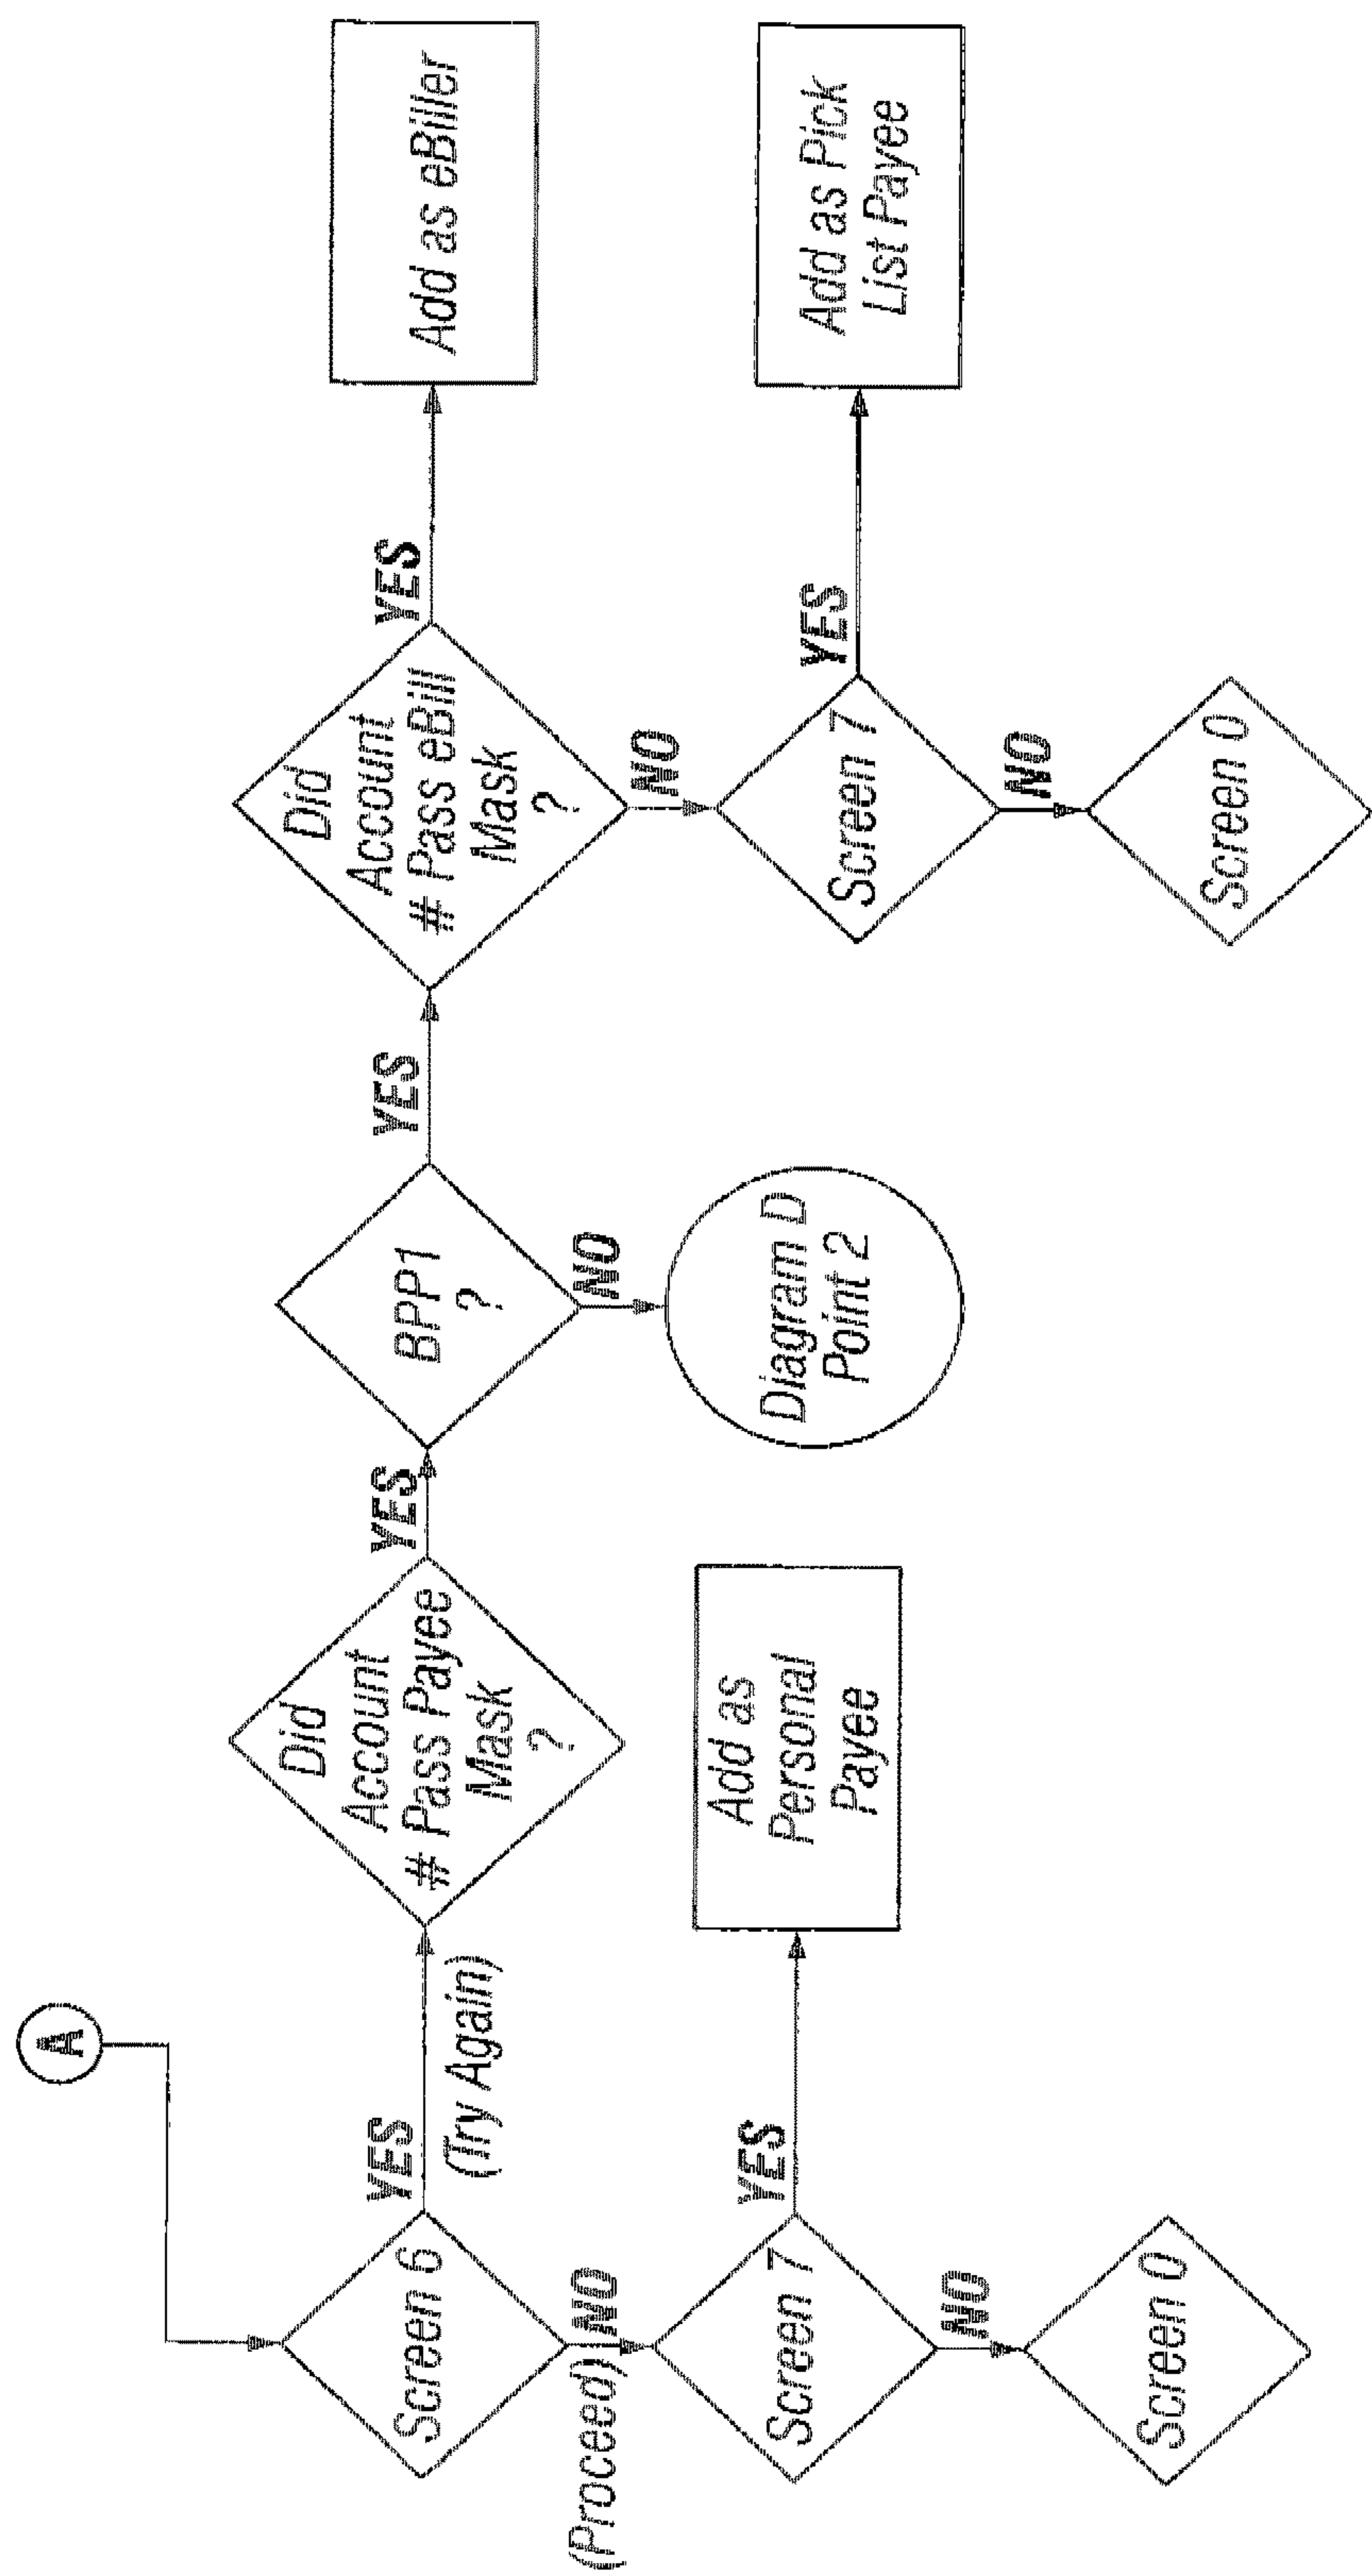 A
Screen 6
YES
(Try Again)
Did
Account
# Pass Payee
Mask
?
YES
BPP1
?
YES
Did
Account
# Pass eBill
Mask
?
YES
Add as eBiller
(Proceed) NO
Screen 7
YES
Add as
Personal
Payee
NO
Diagram D
Point 2
NO
Screen 7
YES
Add as Pick
List Payee
NO
Screen 0
NO
Screen 0